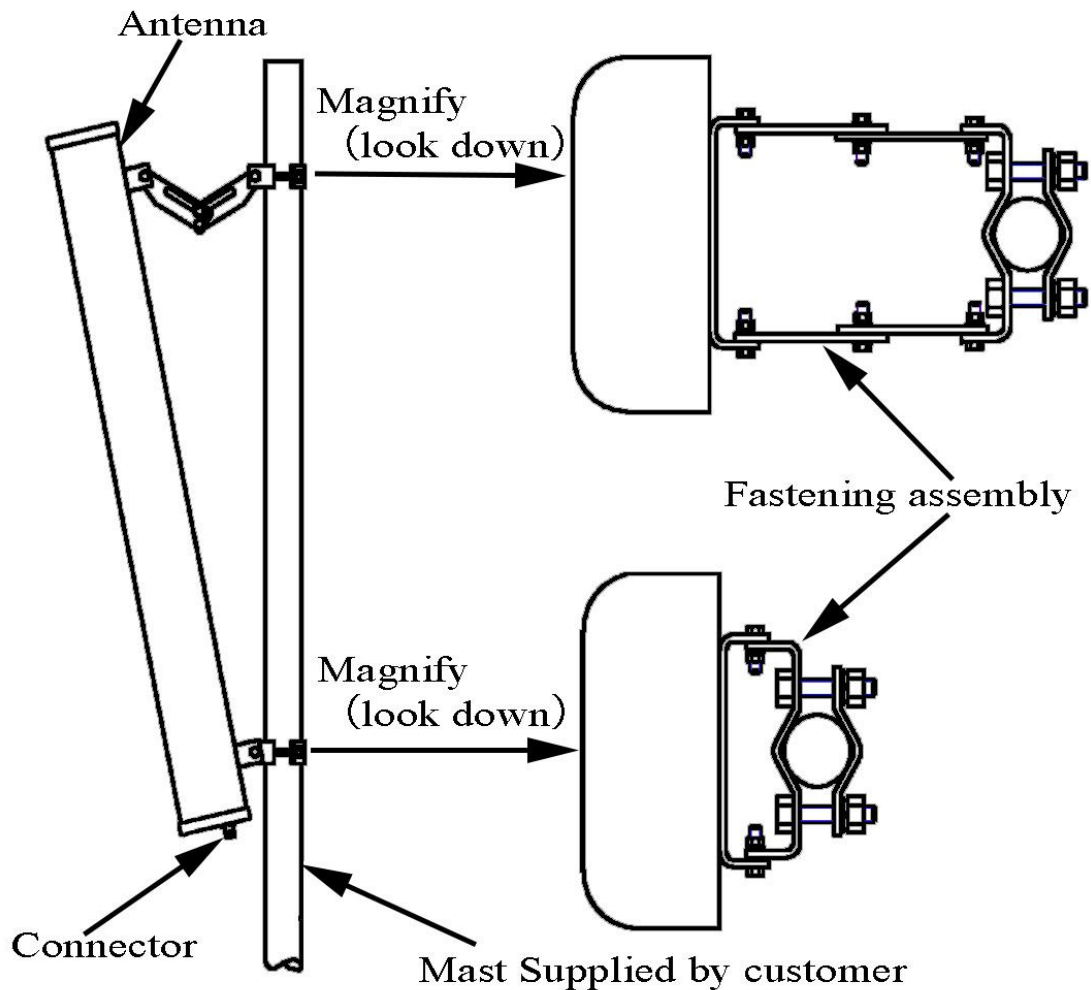 Antenna
Magnify
(look down)
Fastening assembly
Magnify
(look down)
Connector
Mast Supplied by customer